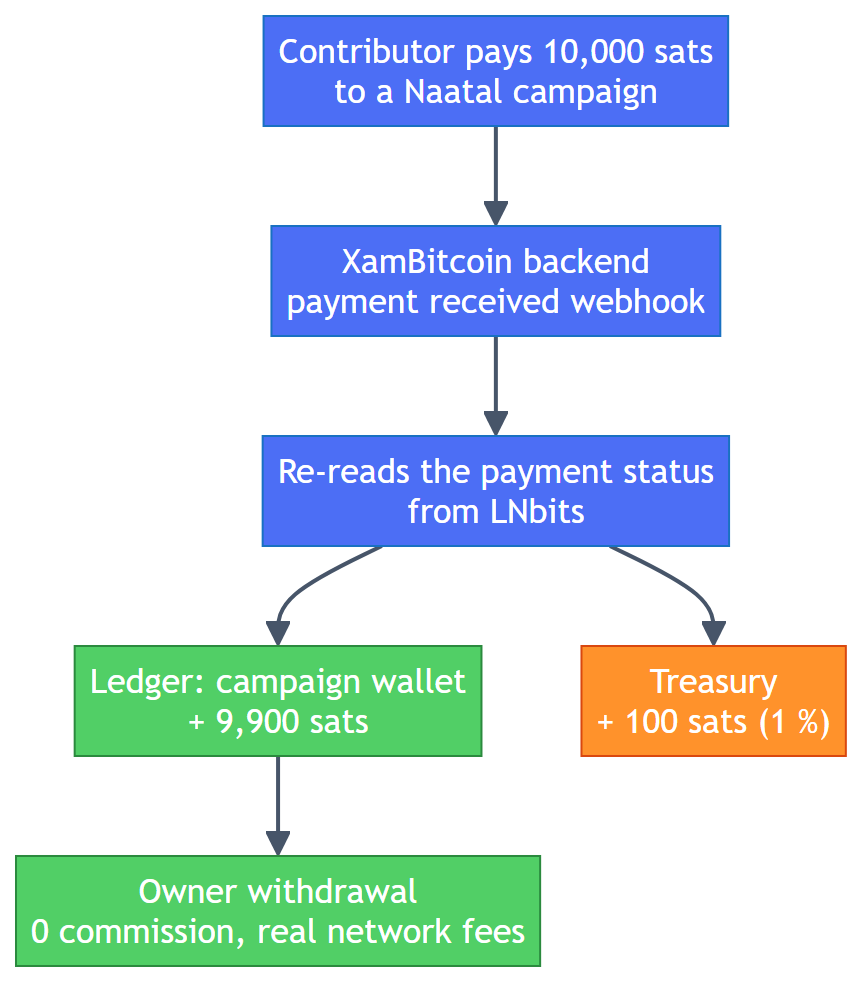 Contributor pays 10,000 sats
to a Naatal campaign
XamBitcoin backend
payment received webhook
Re-reads the payment status
from LNbits
Ledger: campaign wallet
+ 9,900 sats
Treasury
+ 100 sats (1 %)
Owner withdrawal
0 commission, real network fees